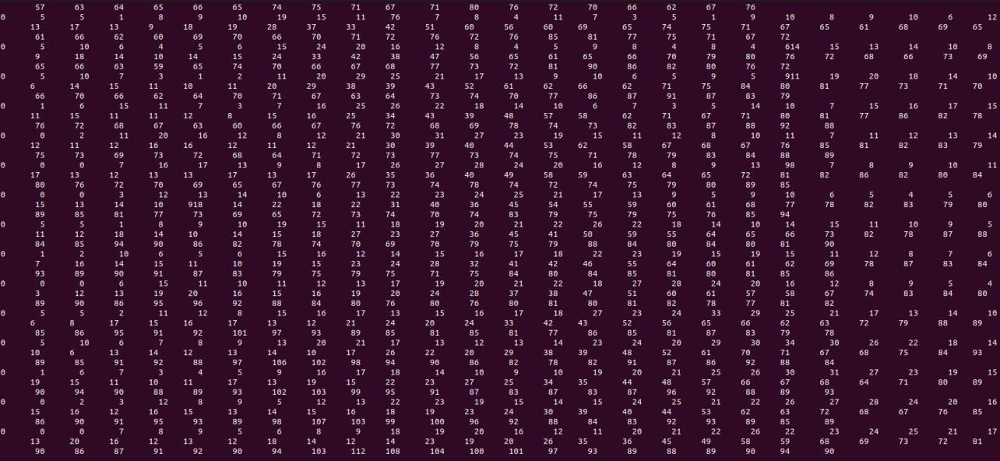 57 63 64 65 66 65 74 75 71 67 71 80 76 72 70 66 62 67 76
0 5 5 1 8 9 10 19 15 11 76 7 8 4 11 7 3 5 1 9 10 8 9 10 6 12
13 17 13 9 18 19 28 37 33 42 51 60 56 60 69 65 74 75 71 67 65 61 68 69 65
61 66 62 60 69 70 66 70 71 72 76 72 76 85 81 77 75 71 67 72
0 5 10 6 4 5 6 15 24 20 16 12 8 4 5 9 8 4 8 4 614 15 13 14 10 8
9 18 14 10 14 15 24 33 42 38 47 56 65 61 65 66 70 79 80 76 72 68 66 73 69
65 66 63 59 65 74 70 66 67 68 77 73 72 81 90 86 82 80 76 72
0 5 10 7 3 1 2 11 20 29 25 21 17 13 9 10 6 5 9 5 911 19 20 18 14 10
6 14 15 11 10 11 20 29 38 39 43 52 61 62 66 62 71 75 84 80 81 77 73 71 70
66 70 66 62 64 70 71 67 63 64 73 74 70 77 86 87 91 87 83 79
0 1 6 15 11 7 3 7 16 25 26 22 18 14 10 6 7 3 5 14 10 7 15 16 17 15
11 15 11 11 12 8 15 16 25 34 43 39 48 57 58 62 71 67 71 80 81 77 86 82 78
76 72 68 67 63 60 66 67 76 72 68 69 78 74 73 82 83 87 88 92 88
0 0 2 11 20 16 12 8 12 21 30 31 27 23 19 15 11 12 8 10 11 7 11 12 13 14
12 11 12 16 16 12 11 12 21 30 39 40 44 53 62 58 67 68 67 76 85 81 82 83 79
75 73 69 73 72 68 64 71 72 73 77 73 74 75 71 78 79 83 84 88 89
0 0 0 7 16 17 13 9 8 17 26 27 28 24 20 16 12 8 9 13 98 7 8 9 10 11
17 13 12 13 13 17 13 17 26 35 36 40 49 58 59 63 64 65 72 81 82 86 82 80 84
80 76 72 70 69 65 67 76 77 73 74 78 74 72 74 75 79 80 89 85
0 0 0 3 12 13 14 10 6 13 22 23 24 25 21 17 13 9 5 9 10 6 5 4 5 6
15 13 14 10 918 14 22 18 22 31 40 36 45 54 55 59 60 61 68 77 78 82 83 79 80
89 85 81 77 73 69 65 72 73 74 70 74 83 79 75 79 75 76 85 94
0 5 5 1 8 9 10 19 15 11 18 19 20 21 22 26 22 18 14 10 14 15 11 10 9 5
11 12 18 14 10 14 15 18 27 23 27 36 45 41 50 59 55 64 65 66 73 82 78 87 88
84 85 94 90 86 82 78 74 70 69 70 79 75 79 88 84 80 84 80 81 90
0 1 2 10 6 5 6 15 16 12 14 15 16 17 18 22 23 19 15 19 15 11 12 8 7 6
7 16 14 15 11 10 19 15 23 24 28 32 41 42 46 55 64 60 61 62 69 78 87 83 84
93 89 90 91 87 83 79 75 79 75 71 75 84 80 84 85 81 80 81 85 86
0 0 0 6 15 11 10 11 12 13 17 19 20 21 22 18 27 28 24 20 16 12 8 9 5 4
3 12 13 19 20 16 15 16 19 20 24 28 37 38 47 51 60 61 57 58 67 74 83 84 80
89 90 86 95 96 92 88 84 80 76 80 76 80 81 80 81 82 78 77 81 82
0 5 5 2 11 12 8 15 16 17 13 15 16 17 18 27 23 24 33 29 25 21 17 13 14 10
6 8 17 15 16 17 13 12 21 24 20 24 33 42 43 52 56 65 66 62 63 72 79 88 89
85 86 95 91 92 101 97 93 89 85 81 85 81 77 86 85 81 87 83 79 78
0 5 10 6 7 8 9 13 20 21 17 13 12 13 14 23 24 20 29 30 34 30 26 22 18 14
10 6 13 14 12 13 14 10 17 26 22 20 29 38 39 48 52 61 70 71 67 68 75 84 93
89 85 91 92 88 97 106 102 98 94 90 86 82 78 82 91 87 86 92 88 84
0 1 6 7 3 4 5 9 16 17 18 14 10 9 10 19 20 21 25 26 30 31 27 23 19 15
19 15 11 10 11 17 13 19 15 22 23 27 25 34 35 44 48 57 66 67 68 64 71 80 89
90 94 90 88 89 93 102 103 99 95 91 87 83 87 83 87 96 92 88 89 93
0 0 2 3 12 8 9 5 12 13 22 23 19 15 14 15 24 25 21 22 26 27 28 24 20 16
15 16 12 16 15 13 14 15 16 18 19 23 24 30 39 40 44 53 62 63 72 68 67 76 85
86 90 91 95 93 89 98 107 103 99 100 96 92 88 84 83 92 93 89 85 89
0 0 0 7 8 9 5 6 8 9 18 19 20 16 12 11 20 21 22 26 22 23 24 25 21 17
13 20 16 12 13 12 18 14 12 14 23 19 20 26 35 36 45 49 58 59 68 69 73 72 81
90 86 87 91 92 90 94 103 112 108 104 100 101 97 93 89 88 89 90 94 90